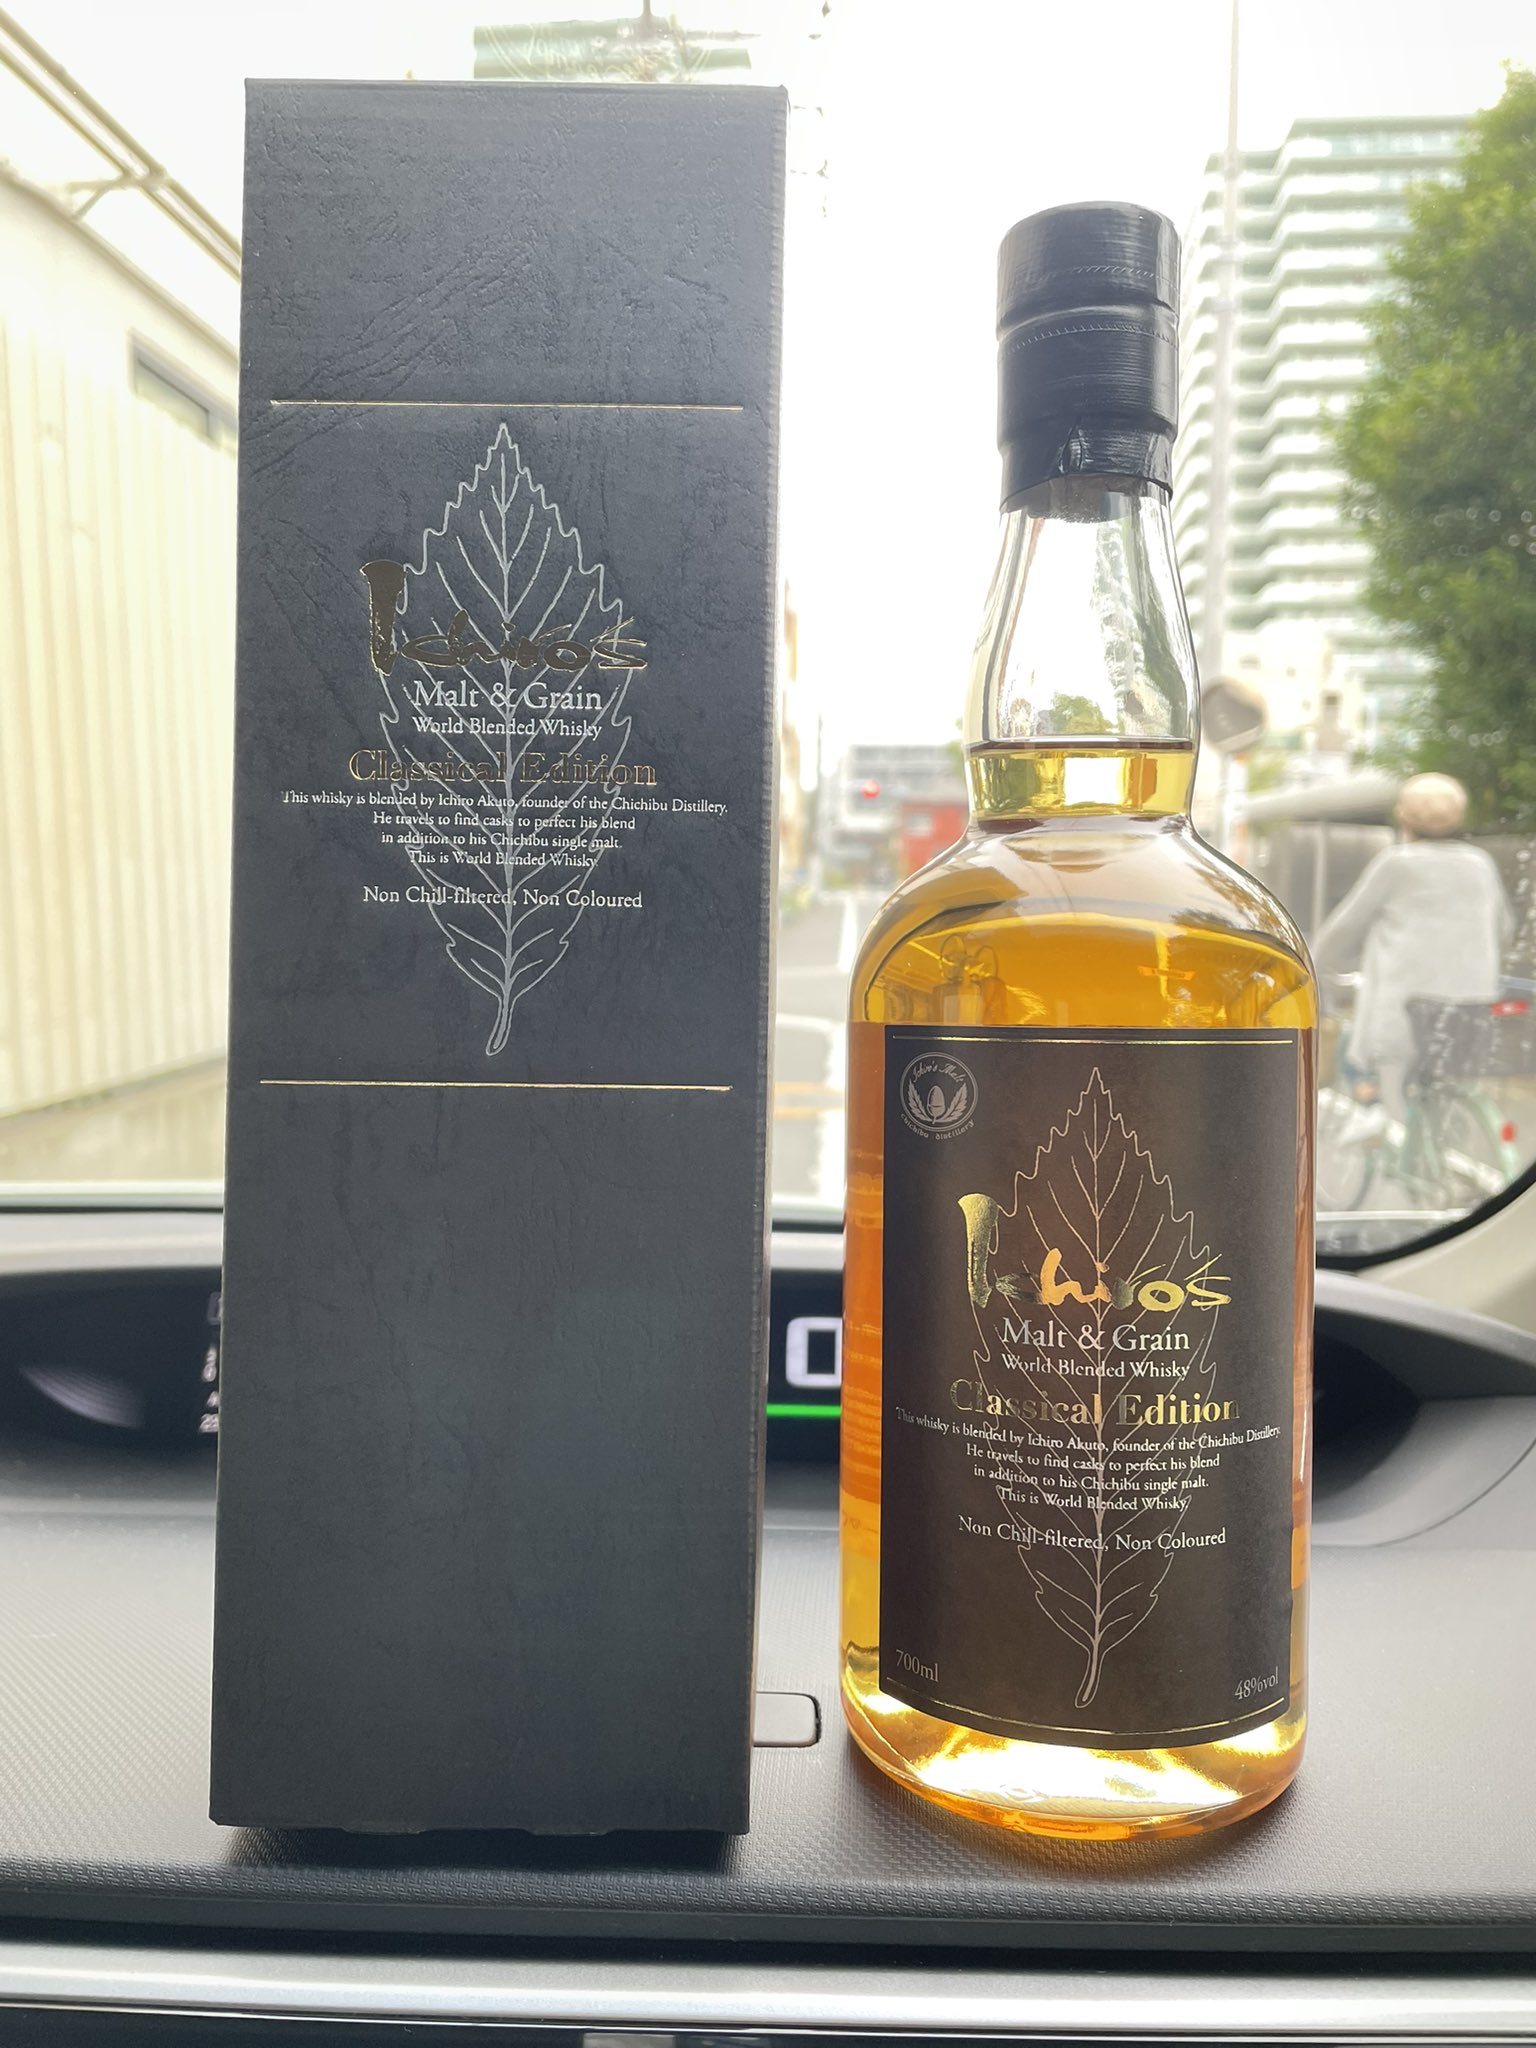 Ichiro's
Malt & Grain
World Blended Whisky
Classical Edition
This whisky is blended by Ichiro Akuto, founder of the Chichibu Distillery.
He travels to find casks to perfect his blend
in addition to his Chichibu single malt.
This is World Blended Whisky.
Non Chill-filtered, Non Coloured
Ichiro's Malt
chichibu distillery
Ichiro's
Malt & Grain
World Blended Whisky
Classical Edition
This whisky is blended by Ichiro Akuto, founder of the Chichibu Distillery.
He travels to find casks to perfect his blend
in addition to his Chichibu single malt.
This is World Blended Whisky.
Non Chill-filtered, Non Coloured
700ml
48%vol
0